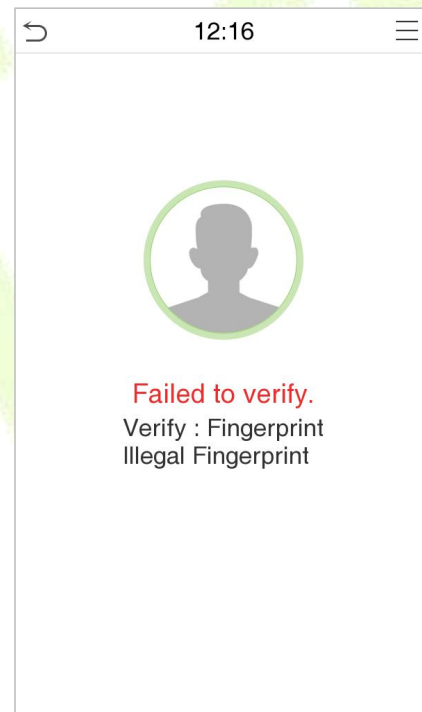 12:16
Failed to verify.
Verify : Fingerprint
Illegal Fingerprint